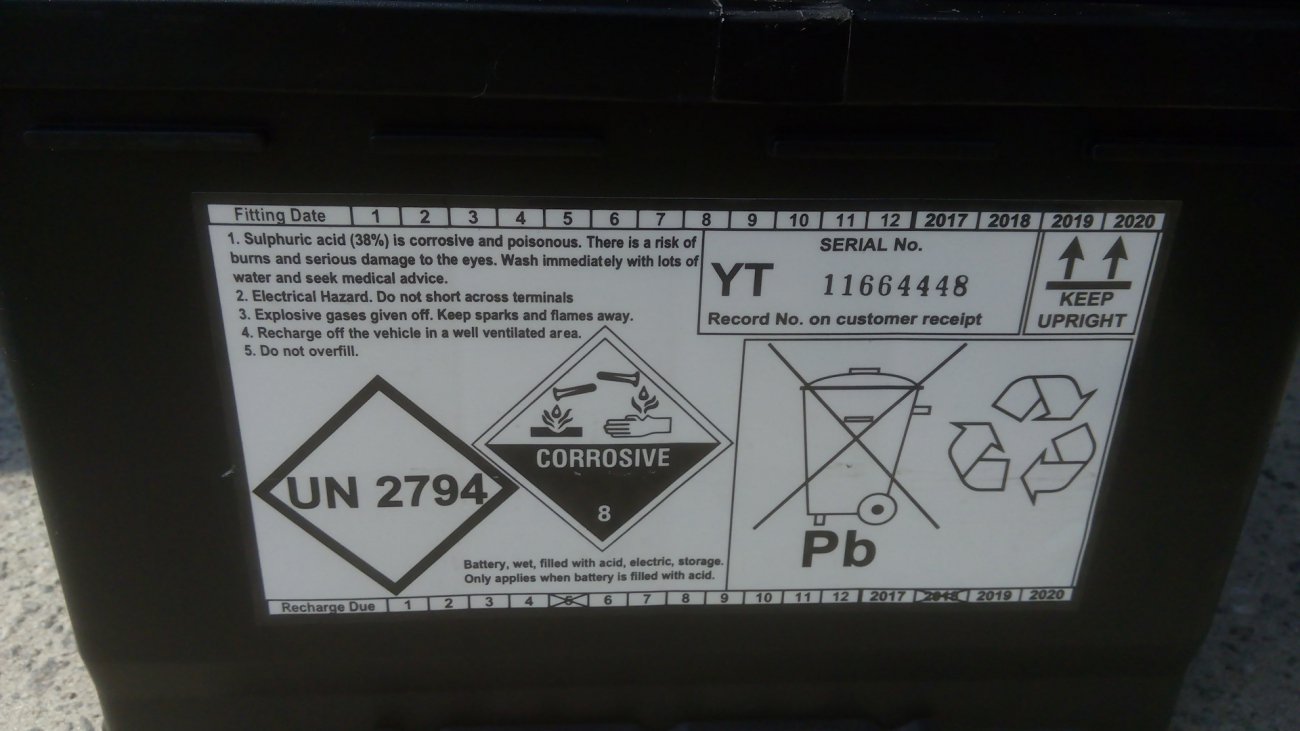 Fitting Date 1 2 3 4 5 6 7 8 9 10 11 12 2017 2018 2019 2020
1. Sulphuric acid (38%) is corrosive and poisonous. There is a risk of
burns and serious damage to the eyes. Wash immediately with lots of
water and seek medical advice.
2. Electrical Hazard. Do not short across terminals
3. Explosive gases given off. Keep sparks and flames away.
4. Recharge off the vehicle in a well ventilated area.
5. Do not overfill.
SERIAL No.
YT 11664448
Record No. on customer receipt
KEEP
UPRIGHT
UN 2794
CORROSIVE
8
Battery, wet, filled with acid, electric, storage.
Only applies when battery is filled with acid.
Pb
Recharge Due 1 2 3 4 5 6 7 8 9 10 11 12 2017 2018 2019 2020